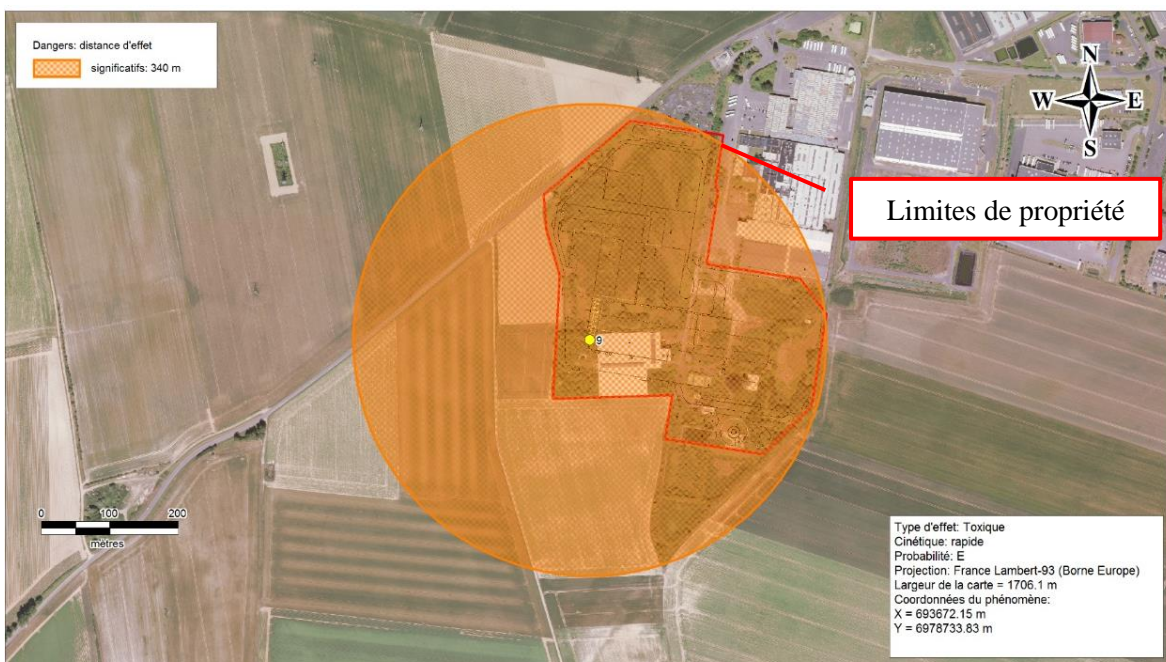 Dangers: distance d'effet
significatifs: 340 m
N
W E
S
Limites de propriété
9
0 100 200
mètres
Type d'effet: Toxique
Cinétique: rapide
Probabilité: E
Projection: France Lambert-93 (Borne Europe)
Largeur de la carte = 1706.1 m
Coordonnées du phénomène:
X = 693672.15 m
Y = 6978733.83 m